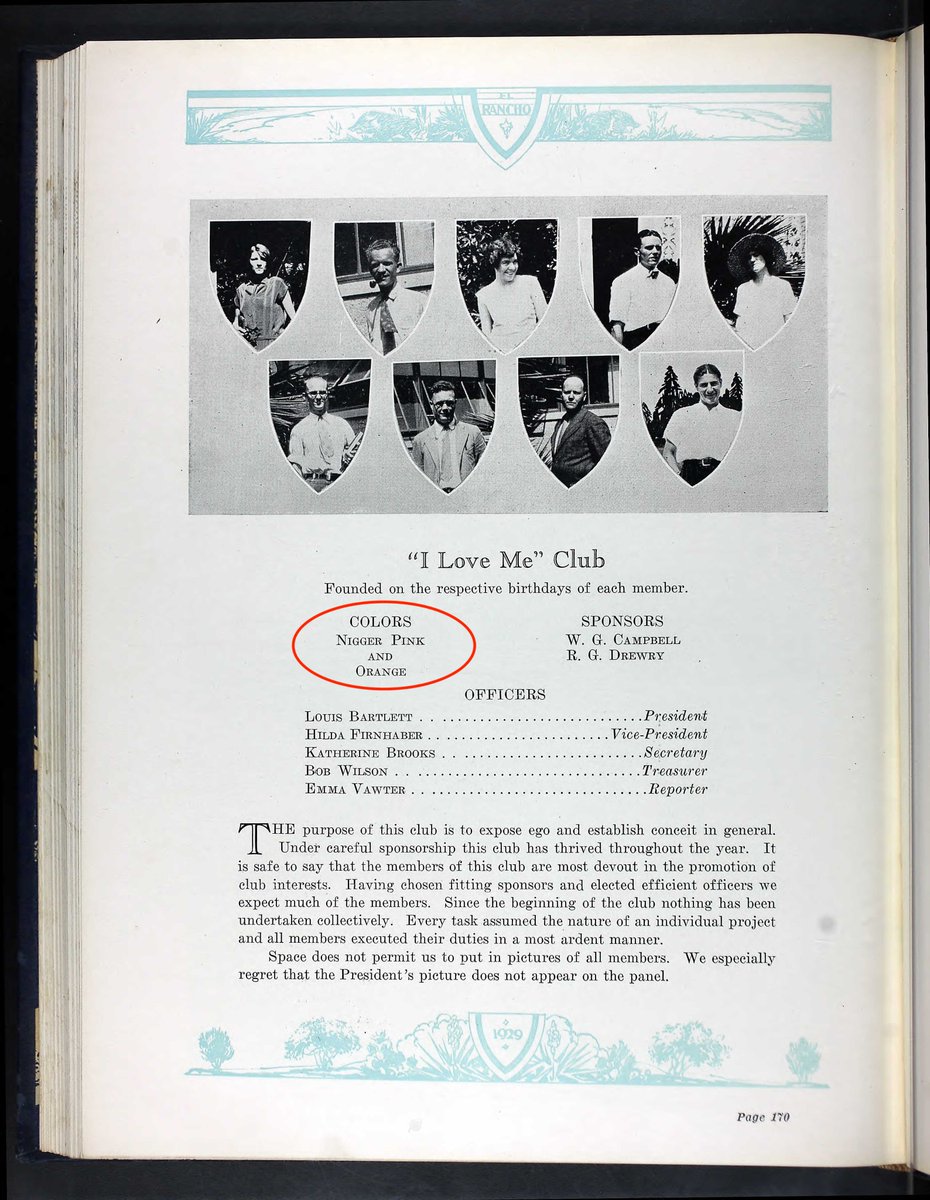 EL
RANCHO
"I Love Me" Club
Founded on the respective birthdays of each member.
COLORS
Nigger Pink
and
Orange
SPONSORS
W. G. Campbell
R. G. Drewry
OFFICERS
Louis Bartlett . . . . . . . . . . . . . . . . . . . . . . . . . . . . President
Hilda Firnhaber . . . . . . . . . . . . . . . . . . . . . . . Vice-President
Katherine Brooks . . . . . . . . . . . . . . . . . . . . . . . . . Secretary
Bob Wilson . . . . . . . . . . . . . . . . . . . . . . . . . . . . . . Treasurer
Emma Vawter . . . . . . . . . . . . . . . . . . . . . . . . . . . . . Reporter
THE purpose of this club is to expose ego and establish conceit in general.
Under careful sponsorship this club has thrived throughout the year. It
is safe to say that the members of this club are most devout in the promotion of
club interests. Having chosen fitting sponsors and elected efficient officers we
expect much of the members. Since the beginning of the club nothing has been
undertaken collectively. Every task assumed the nature of an individual project
and all members executed their duties in a most ardent manner.
Space does not permit us to put in pictures of all members. We especially
regret that the President's picture does not appear on the panel.
1929
Page 170